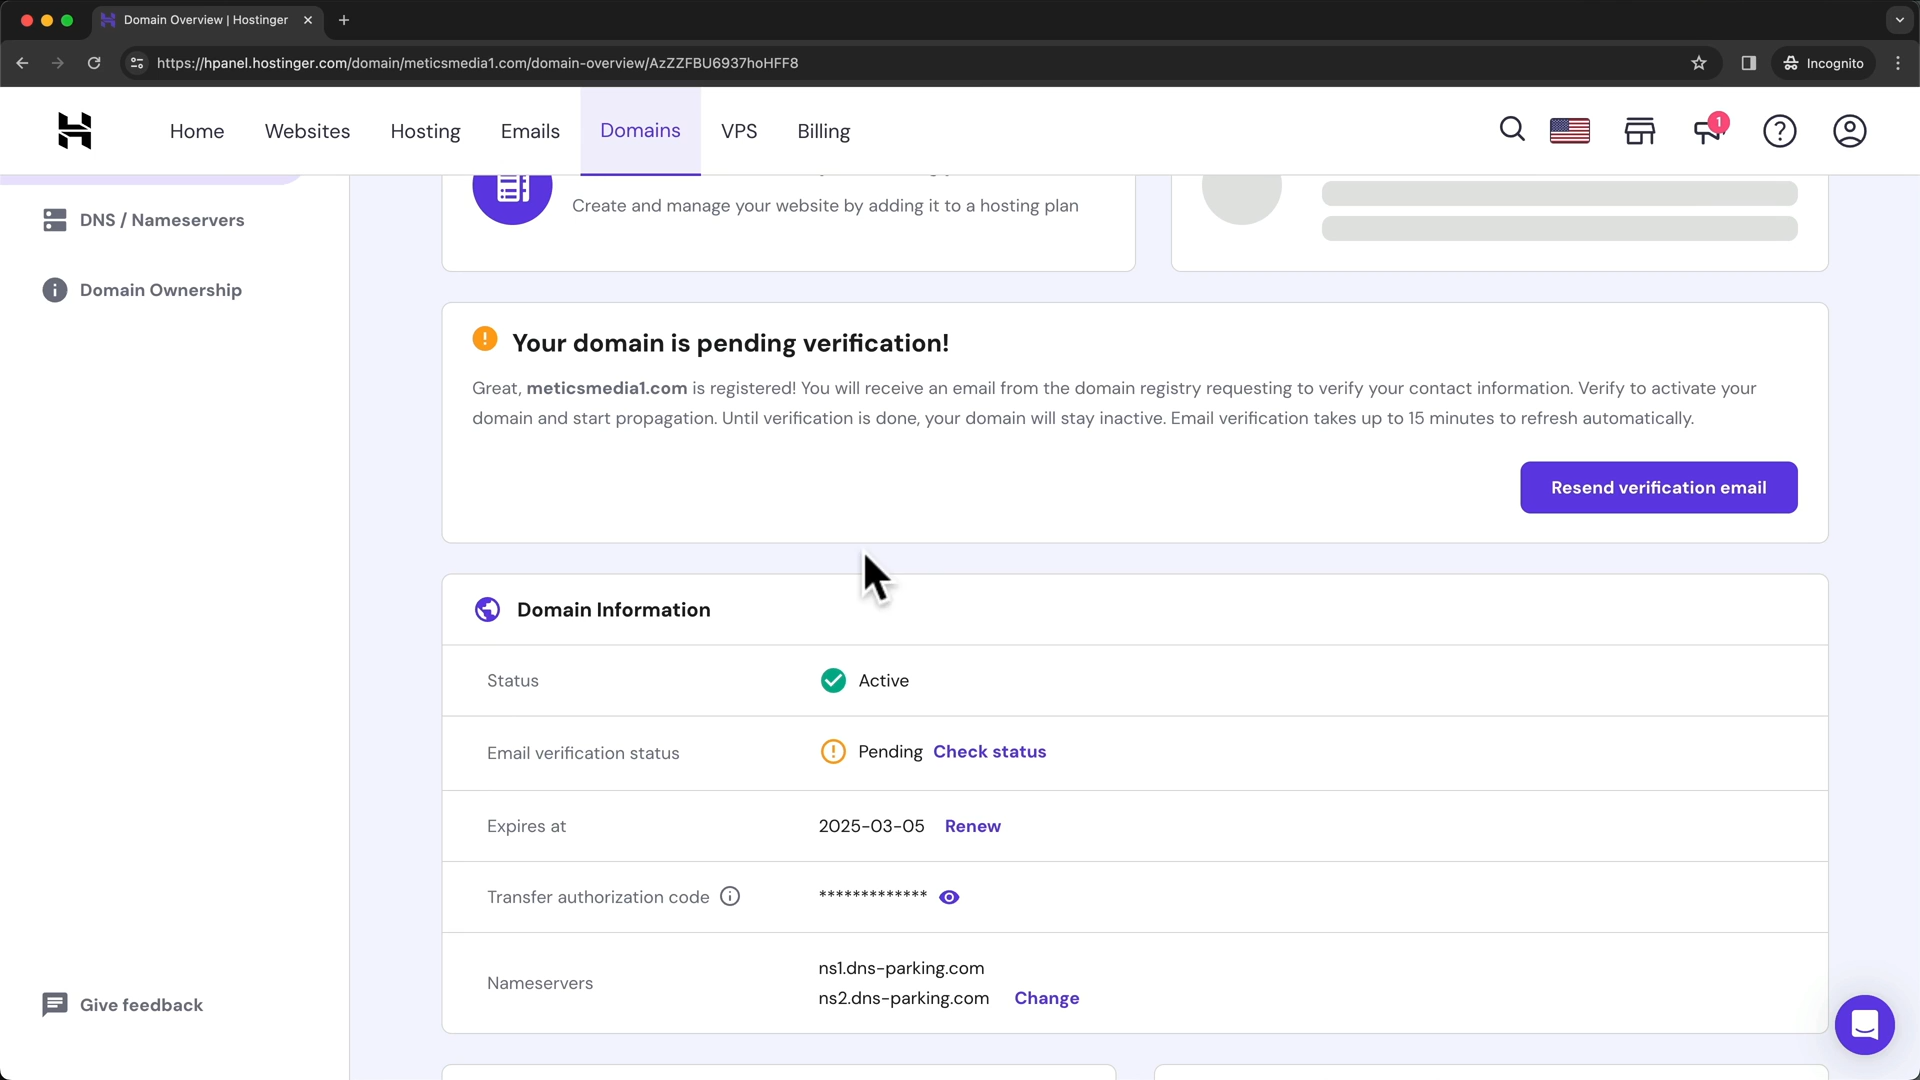 Domain Overview | Hostinger
https://hpanel.hostinger.com/domain/meticsmedia1.com/domain-overview/AzZZFBU6937hoHFF8
Incognito
Home
Websites
Hosting
Emails
Domains
VPS
Billing
1
DNS / Nameservers
Domain Ownership
Create and manage your website by adding it to a hosting plan
Your domain is pending verification!
Great, meticsmedia1.com is registered! You will receive an email from the domain registry requesting to verify your contact information. Verify to activate your
domain and start propagation. Until verification is done, your domain will stay inactive. Email verification takes up to 15 minutes to refresh automatically.
Resend verification email
Domain Information
Status
Active
Email verification status
Pending Check status
Expires at
2025-03-05 Renew
Transfer authorization code
*************
Nameservers
ns1.dns-parking.com
ns2.dns-parking.com Change
Give feedback